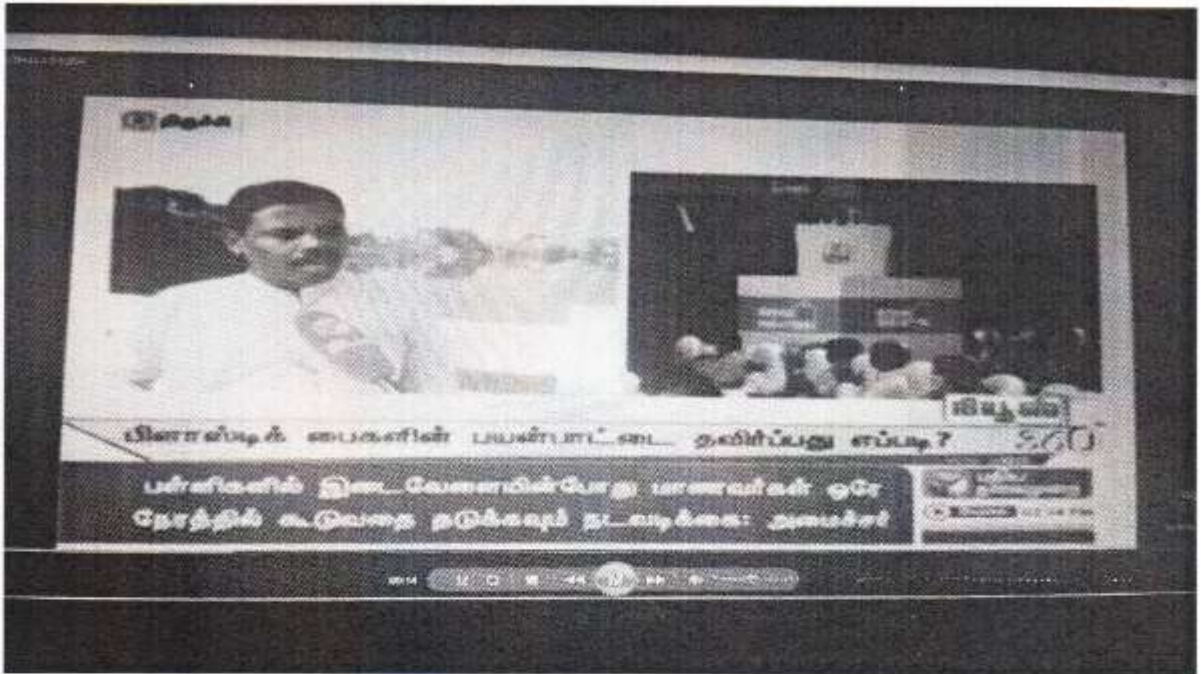 திருச்சி
நியூஸ்
360°
பிளாஸ்டிக் பைகளின் பயன்பாட்டை தவிர்ப்பது எப்படி?
பள்ளிகளில் இடைவேளையின்போது மாணவர்கள் ஒரே
நேரத்தில் கூடுவதை தடுக்கவும் நடவடிக்கை: அமைச்சர்